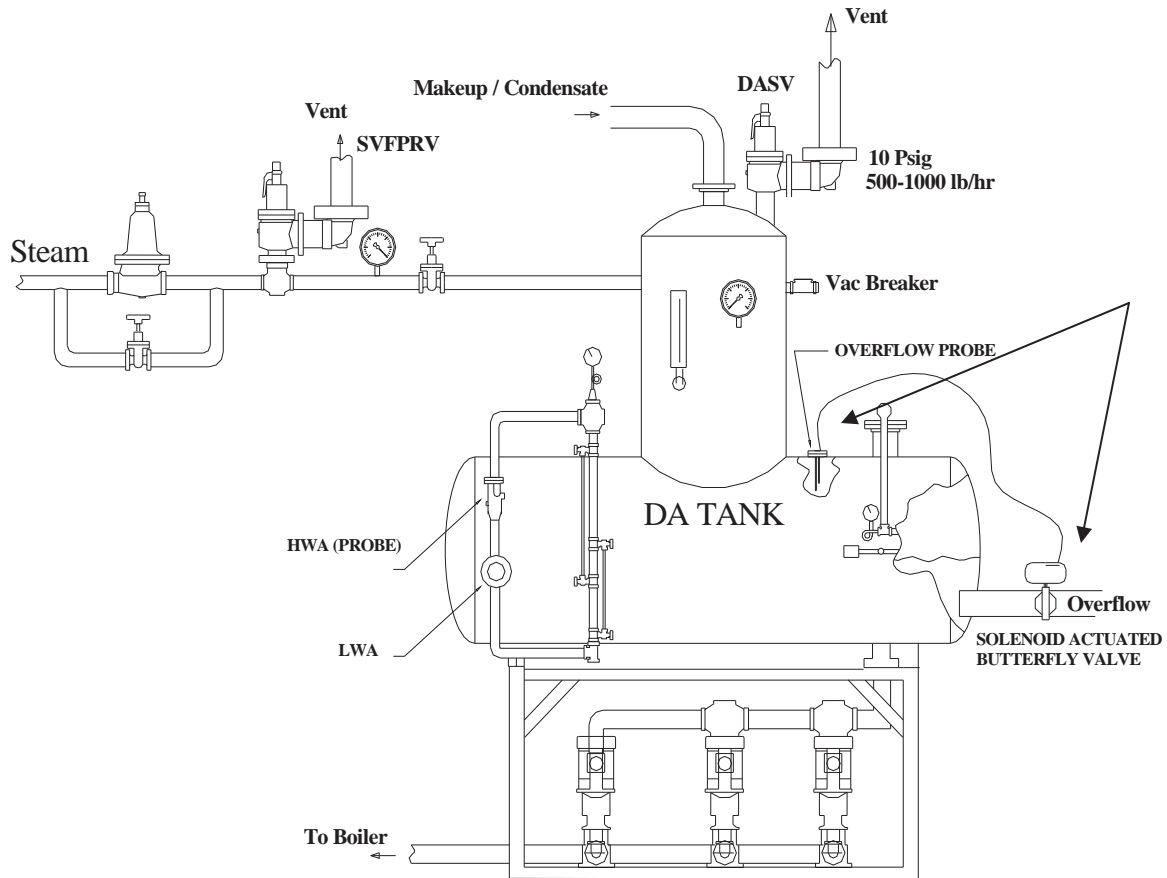 Vent
DASV
Makeup / Condensate
Vent
SVFPRV
10 Psig
500-1000 lb/hr
Steam
Vac Breaker
OVERFLOW PROBE
DA TANK
HWA (PROBE)
Overflow
SOLENOID ACTUATED
BUTTERFLY VALVE
LWA
To Boiler